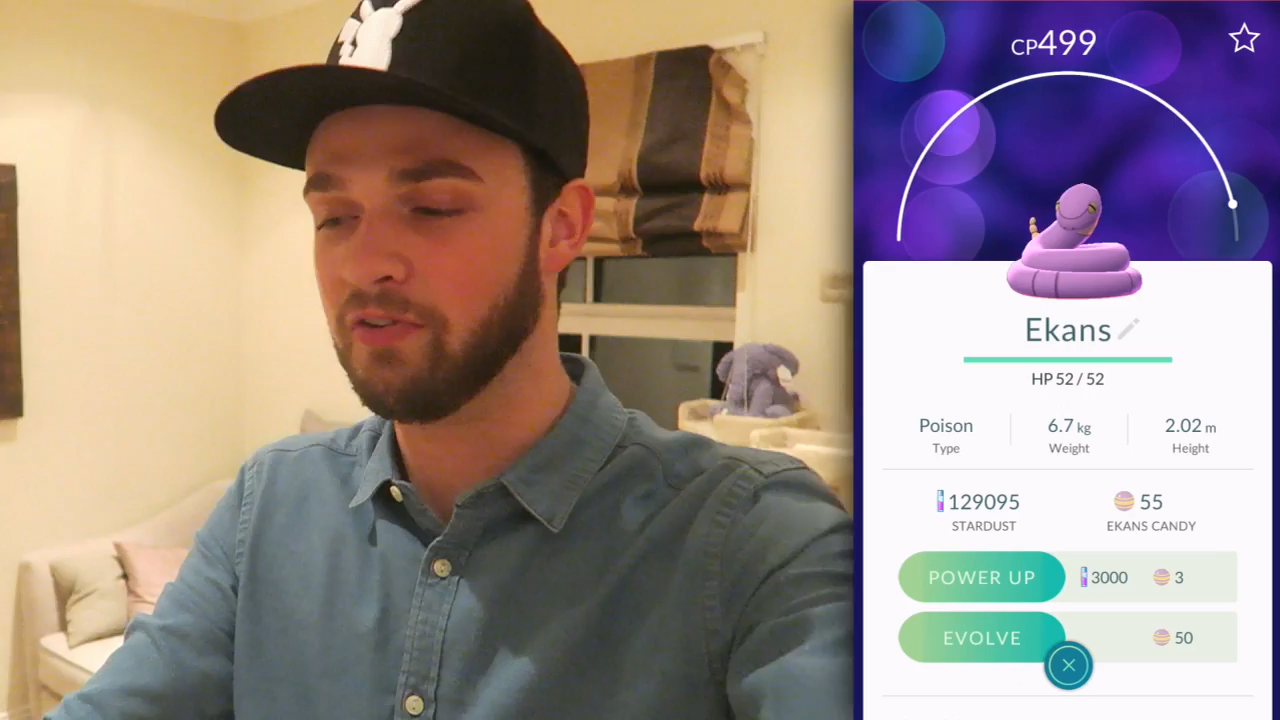 CP499
Ekans
HP 52 / 52
Poison 6.7 kg 2.02 m
Type Weight Height
129095 55
STARDUST EKANS CANDY
POWER UP 3000 3
EVOLVE 50